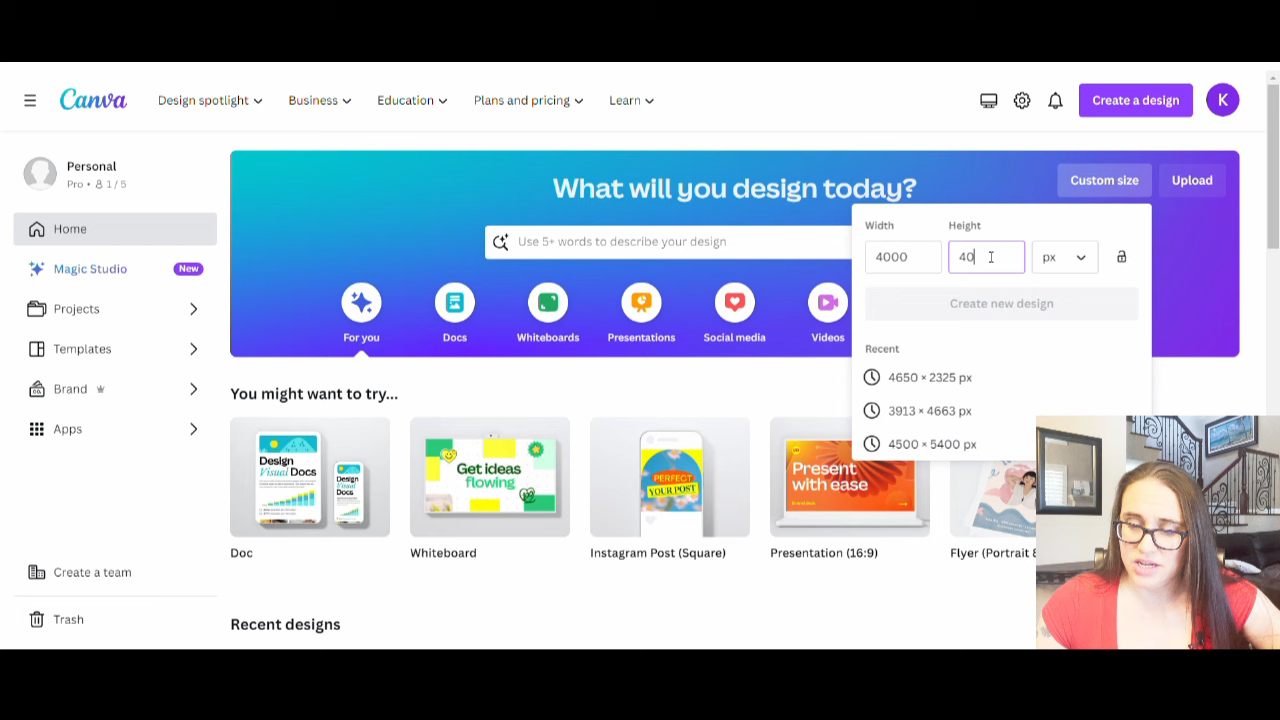 Canva
Design spotlight
Business
Education
Plans and pricing
Learn
Create a design
K
Personal
Pro • 1/5
Home
Magic Studio
New
Projects
Templates
Brand
Apps
Create a team
Trash
What will you design today?
Custom size
Upload
Use 5+ words to describe your design
For you
Docs
Whiteboards
Presentations
Social media
Videos
Width
Height
4000
40
px
Create new design
Recent
4650 × 2325 px
3913 × 4663 px
4500 × 5400 px
You might want to try...
Design
Visual Docs
Design
Visual
Docs
Get ideas
flowing
PERFECT
YOUR POST
Present
with ease
Doc
Whiteboard
Instagram Post (Square)
Presentation (16:9)
Flyer (Portrait
Recent designs